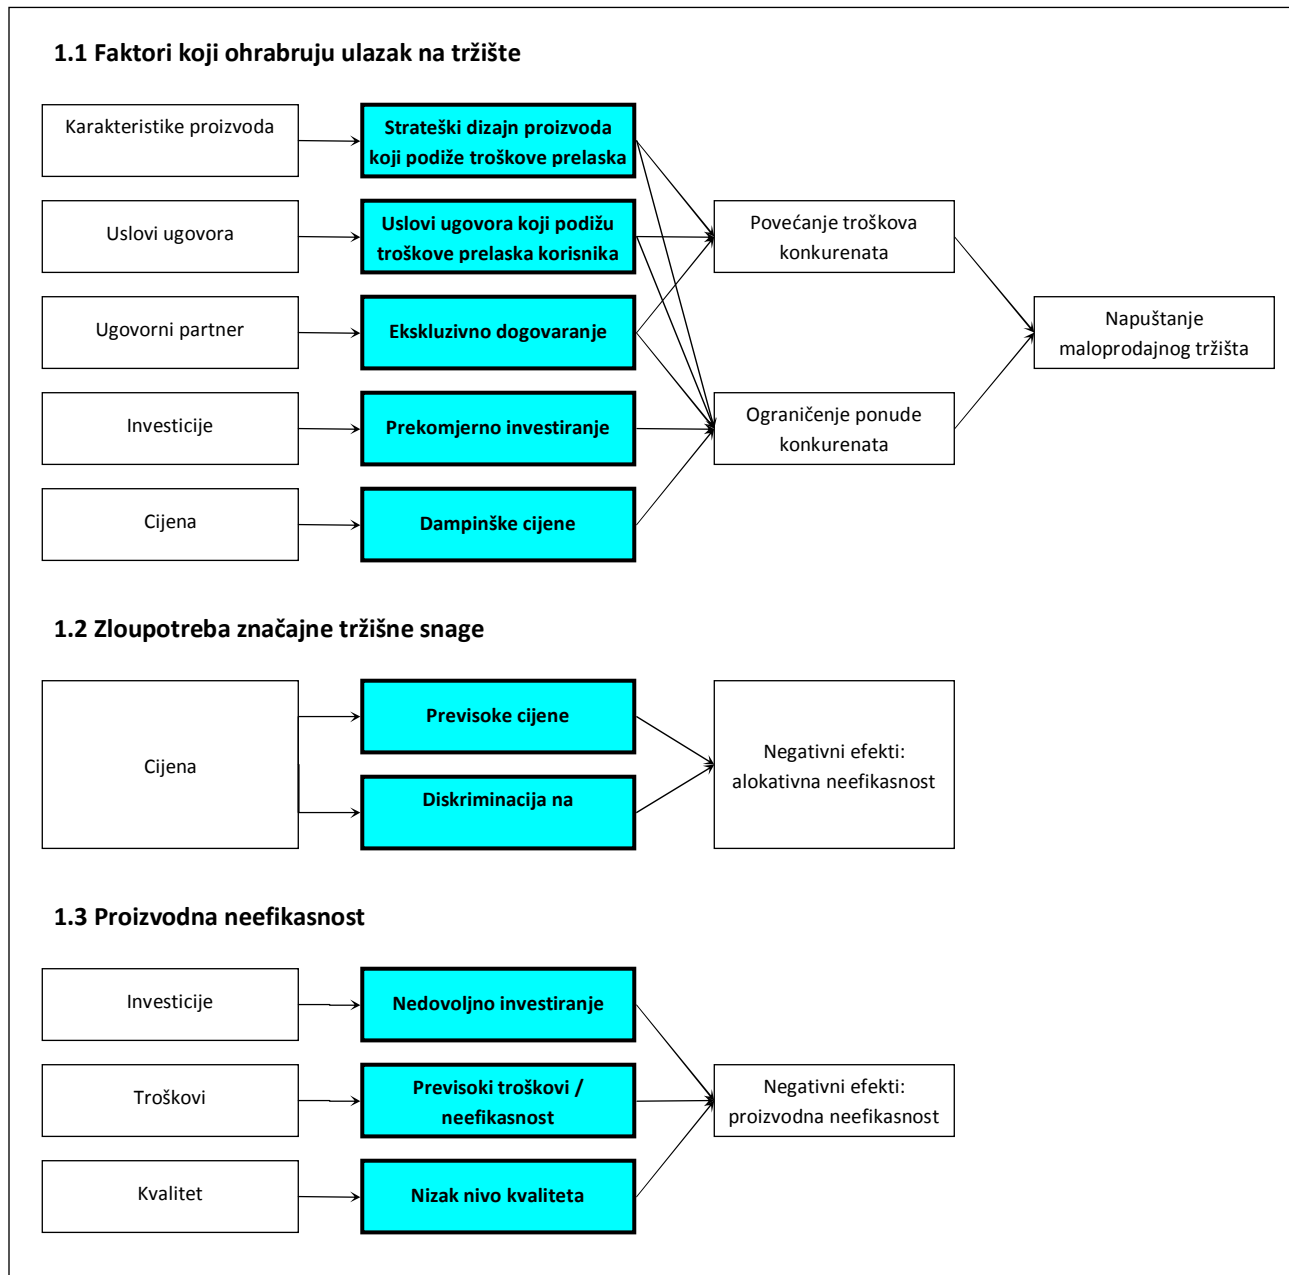 1.1 Faktori koji ohrabruju ulazak na tržište
Karakteristike proizvoda
Strateški dizajn proizvoda
koji podiže troškove prelaska
Uslovi ugovora
Uslovi ugovora koji podižu
troškove prelaska korisnika
Povećanje troškova
konkurenata
Ugovorni partner
Ekskluzivno dogovaranje
Napuštanje
maloprodajnog tržišta
Investicije
Prekomjerno investiranje
Ograničenje ponude
konkurenata
Cijena
Dampinške cijene
1.2 Zloupotreba značajne tržišne snage
Cijena
Previsoke cijene
Diskriminacija na
Negativni efekti:
alokativna neefikasnost
1.3 Proizvodna neefikasnost
Investicije
Nedovoljno investiranje
Troškovi
Previsoki troškovi /
neefikasnost
Negativni efekti:
proizvodna neefikasnost
Kvalitet
Nizak nivo kvaliteta